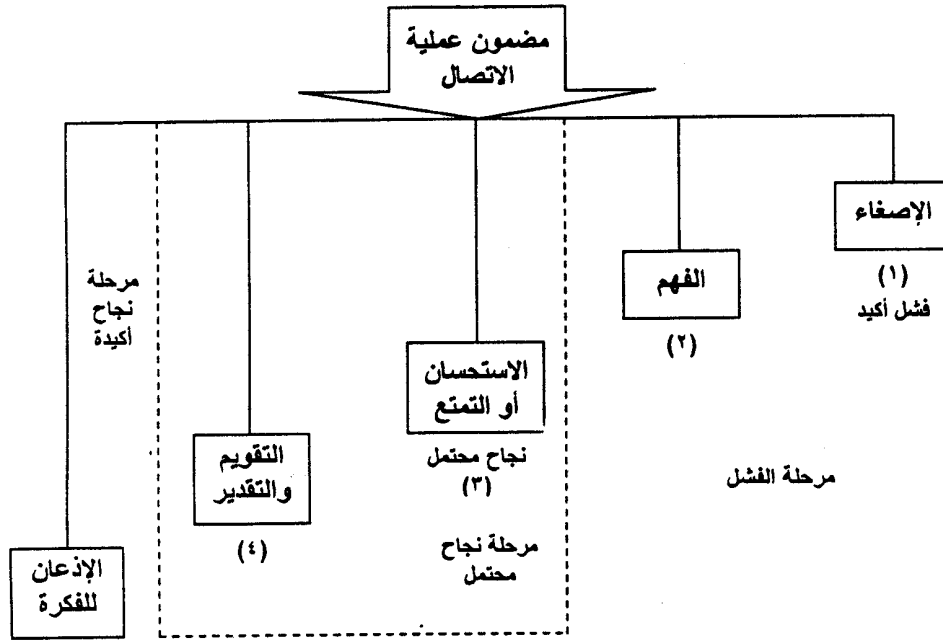 مضمون عملية
الاتصال
الإصغاء
(١)
فشل أكيد
الفهم
(٢)
مرحلة الفشل
الاستحسان
أو التمتع
نجاح محتمل
(٣)
مرحلة نجاح
محتمل
التقويم
والتقدير
(٤)
مرحلة
نجاح
أكيدة
الإذعان
للفكرة